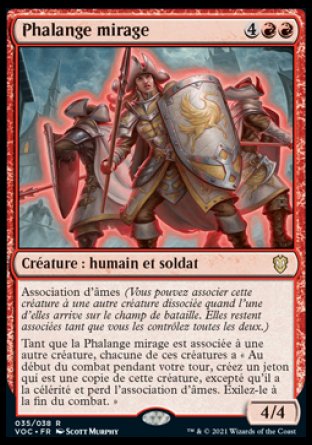 Phalange mirage 4
Créature : humain et soldat
Association d'âmes (Vous pouvez associer cette
créature à une autre créature dissociée quand l'une
d'elles arrive sur le champ de bataille. Elles restent
associées tant que vous les contrôlez toutes les deux.)
Tant que la Phalange mirage est associée à une
autre créature, chacune de ces créatures a « Au
début du combat pendant votre tour, créez un jeton
qui est une copie de cette créature, excepté qu'il a
la célérité et perd l'association d'âmes. Exilez-le à
la fin du combat. »
4/4
035/038 R
VOC • FR Scott Murphy ™ & © 2021 Wizards of the Coast